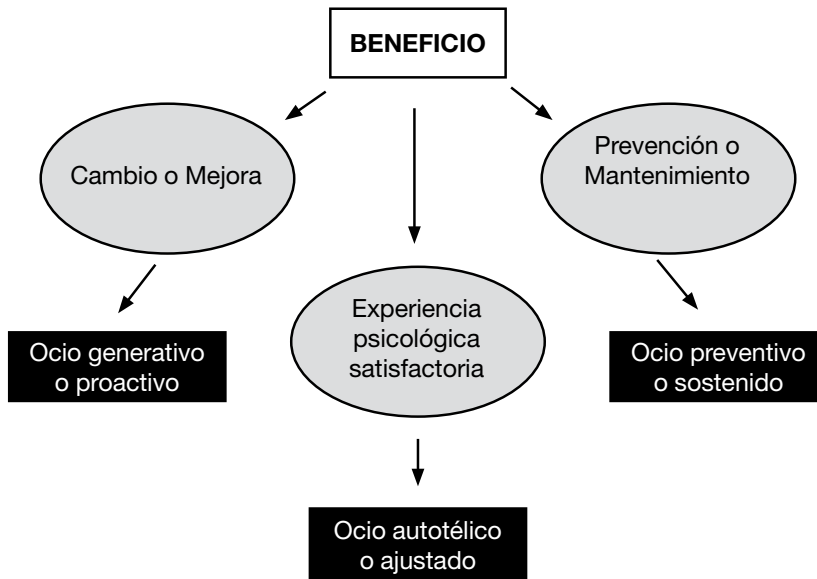 BENEFICIO
Cambio o Mejora
Prevención o
Mantenimiento
Experiencia
psicológica
satisfactoria
Ocio generativo
o proactivo
Ocio preventivo
o sostenido
Ocio autotélico
o ajustado